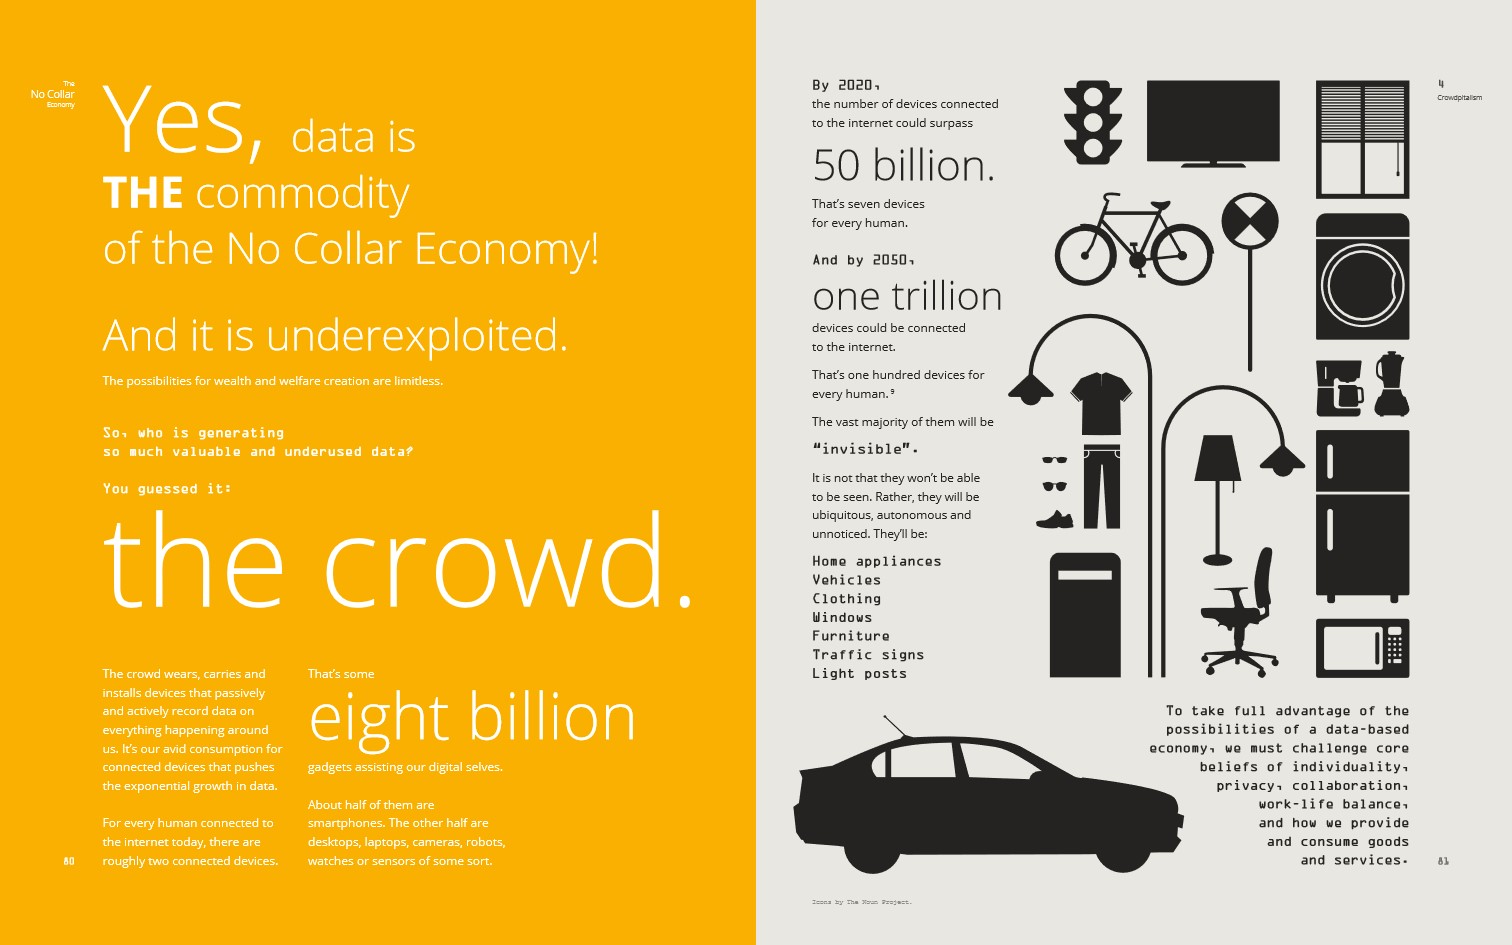 The
No Collar
Economy
Yes, data is
THE commodity
of the No Collar Economy!
And it is underexploited.
The possibilities for wealth and welfare creation are limitless.
So, who is generating
so much valuable and underused data?
You guessed it:
the crowd.
The crowd wears, carries and
installs devices that passively
and actively record data on
everything happening around
us. It’s our avid consumption for
connected devices that pushes
the exponential growth in data.
For every human connected to
the internet today, there are
roughly two connected devices.
That’s some
eight billion
gadgets assisting our digital selves.
About half of them are
smartphones. The other half are
desktops, laptops, cameras, robots,
watches or sensors of some sort.
80
By 2020,
the number of devices connected
to the internet could surpass
50 billion.
That’s seven devices
for every human.
And by 2050,
one trillion
devices could be connected
to the internet.
That’s one hundred devices for
every human.⁹
The vast majority of them will be
“invisible”.
It is not that they won’t be able
to be seen. Rather, they will be
ubiquitous, autonomous and
unnoticed. They’ll be:
Home appliances
Vehicles
Clothing
Windows
Furniture
Traffic signs
Light posts
4
Crowdpitalism
To take full advantage of the
possibilities of a data-based
economy, we must challenge core
beliefs of individuality,
privacy, collaboration,
work-life balance,
and how we provide
and consume goods
and services.
81
Icons by The Noun Project.